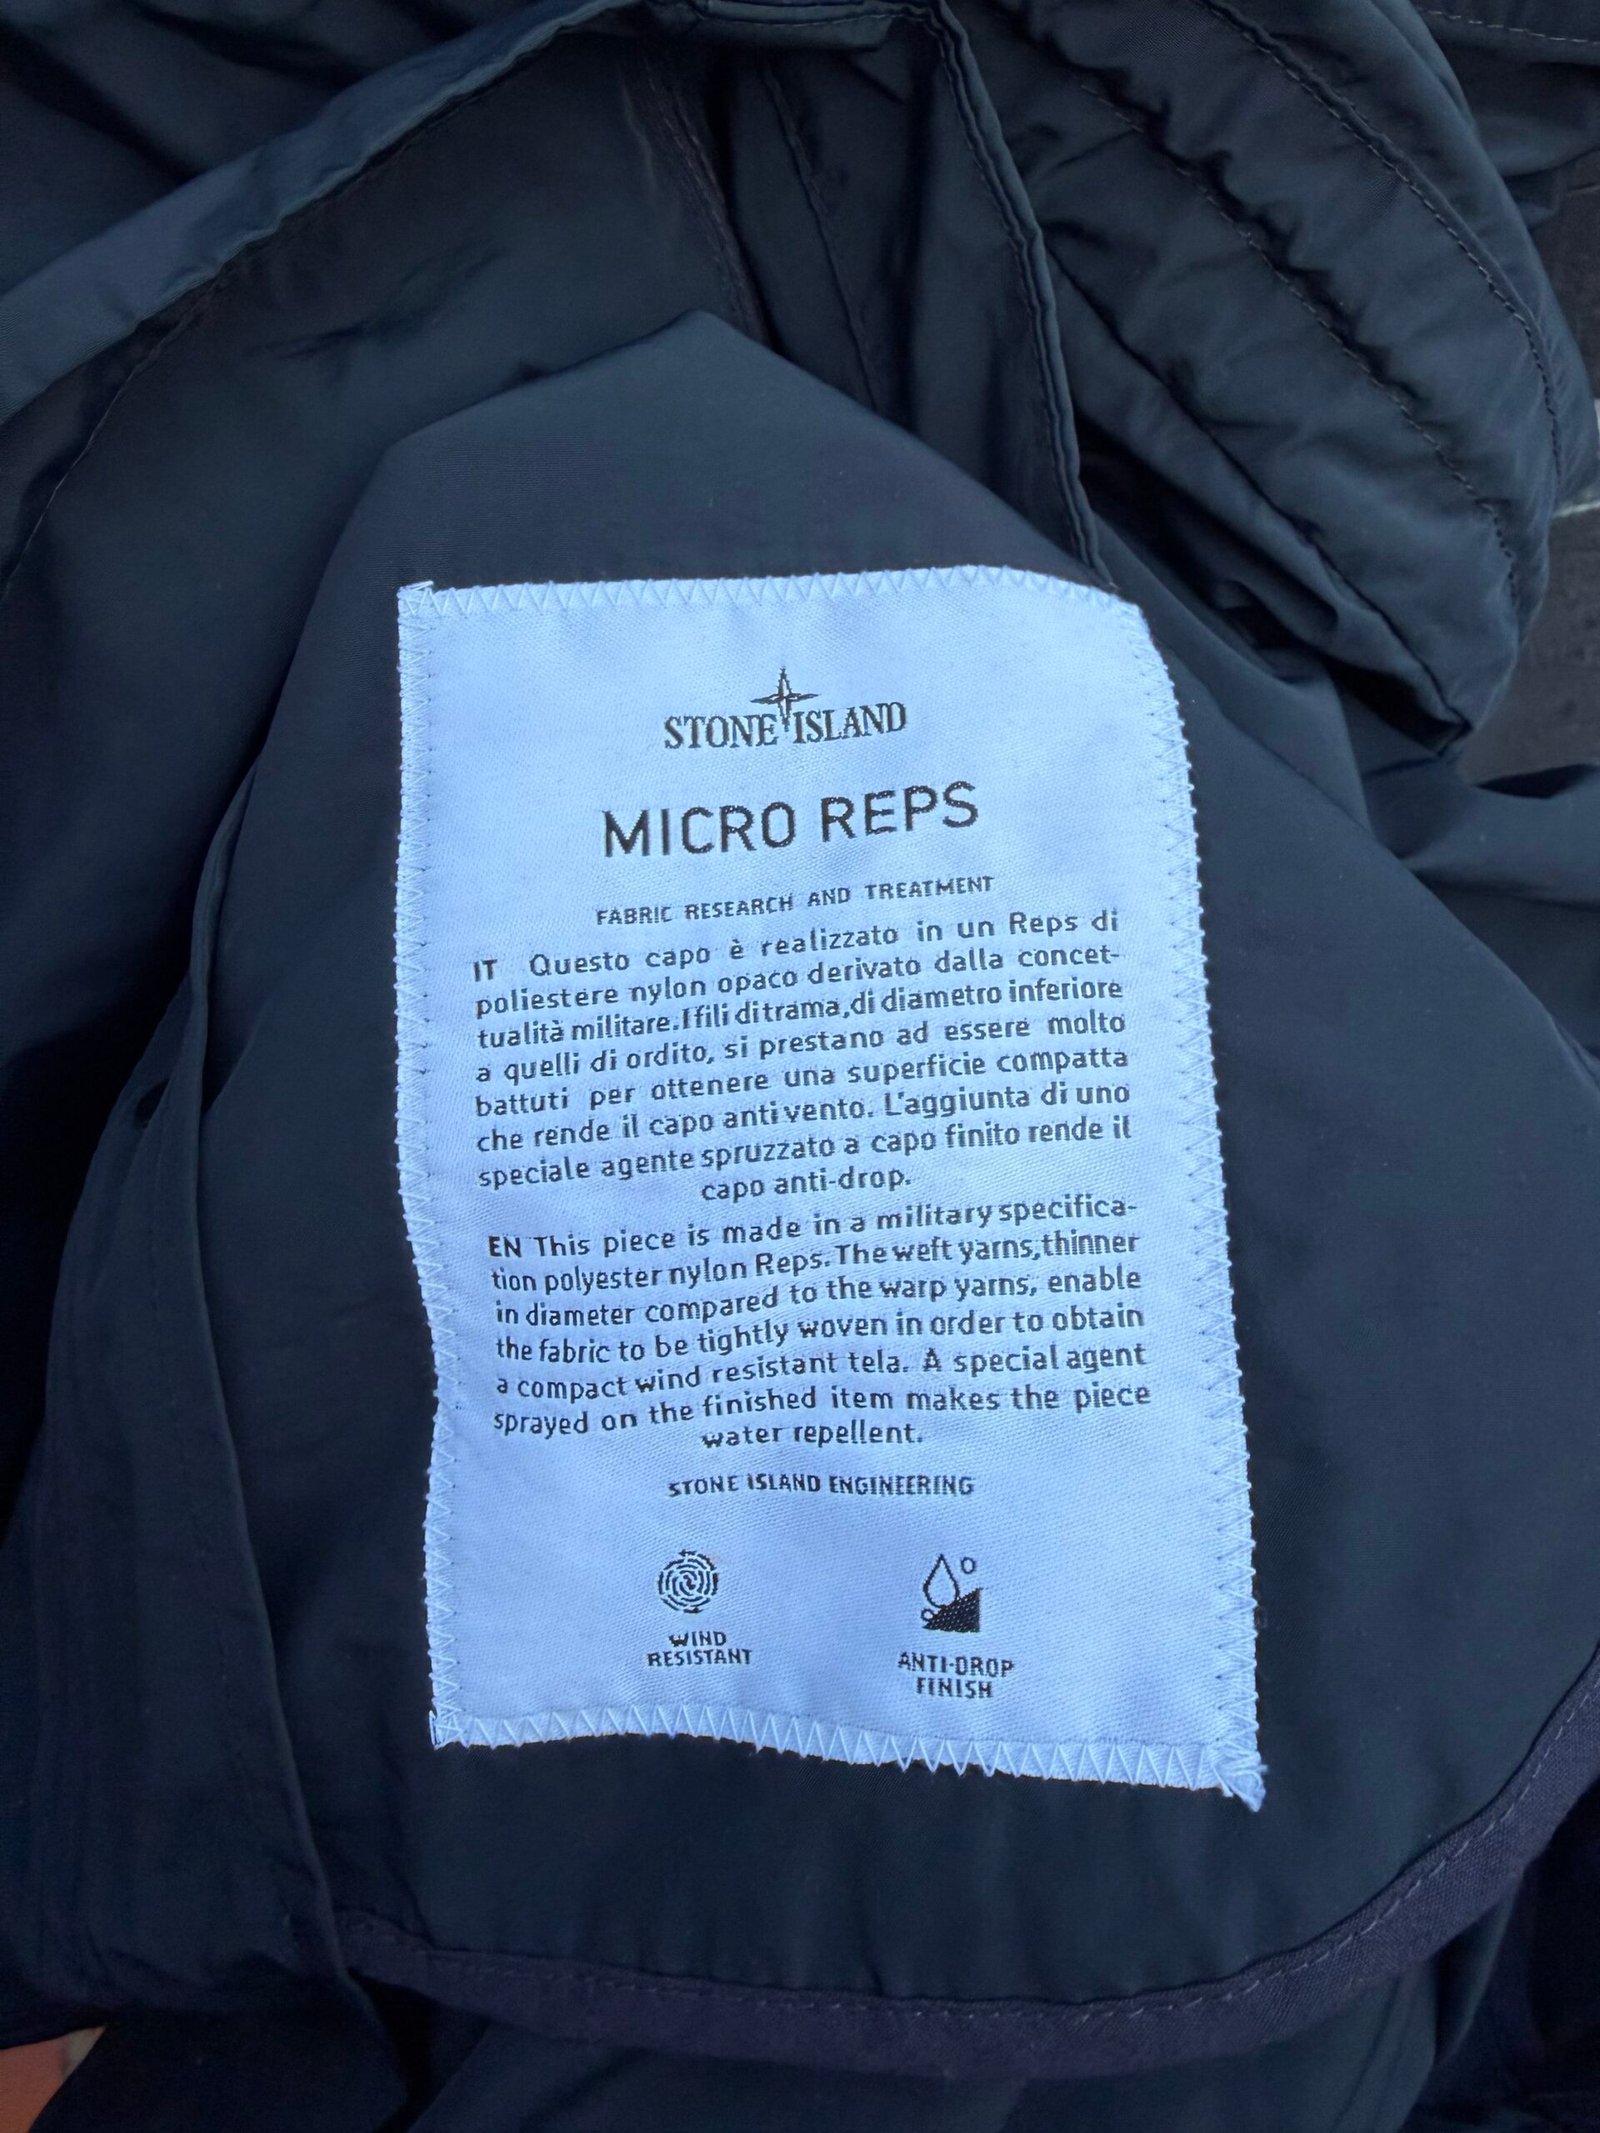 STONE ISLAND
MICRO REPS
FABRIC RESEARCH AND TREATMENT
IT Questo capo è realizzato in un Reps di
poliestere nylon opaco derivato dalla concet-
tualità militare. I fili di trama, di diametro inferiore
a quelli di ordito, si prestano ad essere molto
battuti per ottenere una superficie compatta
che rende il capo antivento. L'aggiunta di uno
speciale agente spruzzato a capo finito rende il
capo anti-drop.
EN This piece is made in a military specifica-
tion polyester nylon Reps. The weft yarns, thinner
in diameter compared to the warp yarns, enable
the fabric to be tightly woven in order to obtain
a compact wind resistant tela. A special agent
sprayed on the finished item makes the piece
water repellent.
STONE ISLAND ENGINEERING
WIND
RESISTANT
ANTI-DROP
FINISH